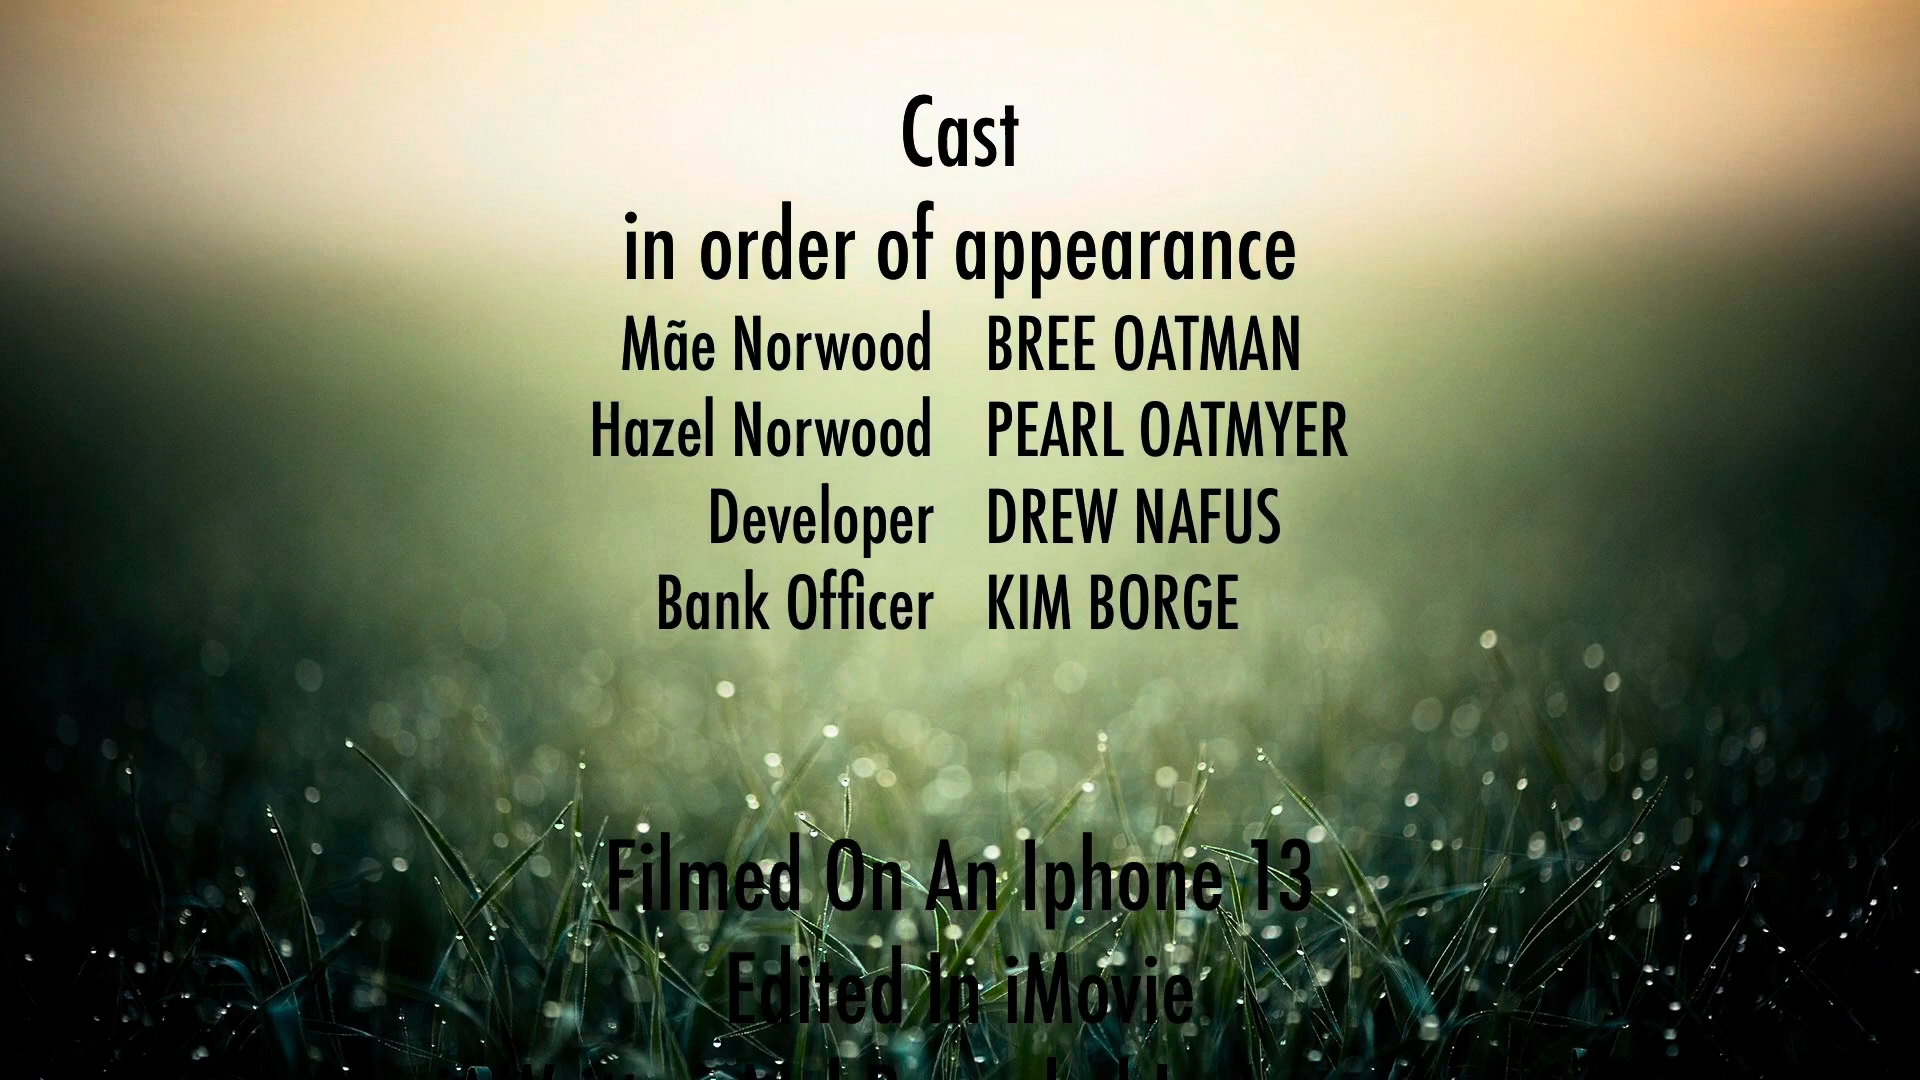 Cast
in order of appearance
Mãe Norwood BREE OATMAN
Hazel Norwood PEARL OATMYER
Developer DREW NAFUS
Bank Officer KIM BORGE
Filmed On An Iphone 13
Edited In iMovie